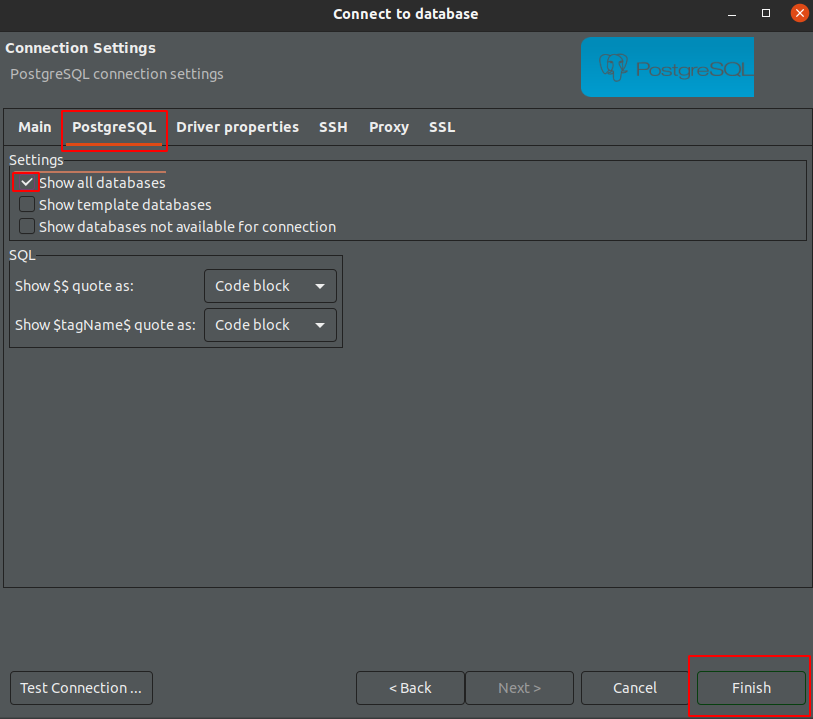 Connect to database
Connection Settings
PostgreSQL connection settings
PostgreSQL
Main PostgreSQL Driver properties SSH Proxy SSL
Settings
Show all databases
Show template databases
Show databases not available for connection
SQL
Show $$ quote as: Code block
Show $tagName$ quote as: Code block
Test Connection ... < Back Next > Cancel Finish